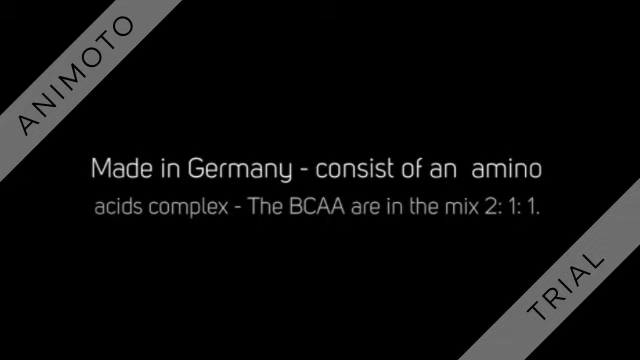 ANIMOTO
Made in Germany - consist of an  amino
acids complex - The BCAA are in the mix 2: 1: 1.
TRIAL